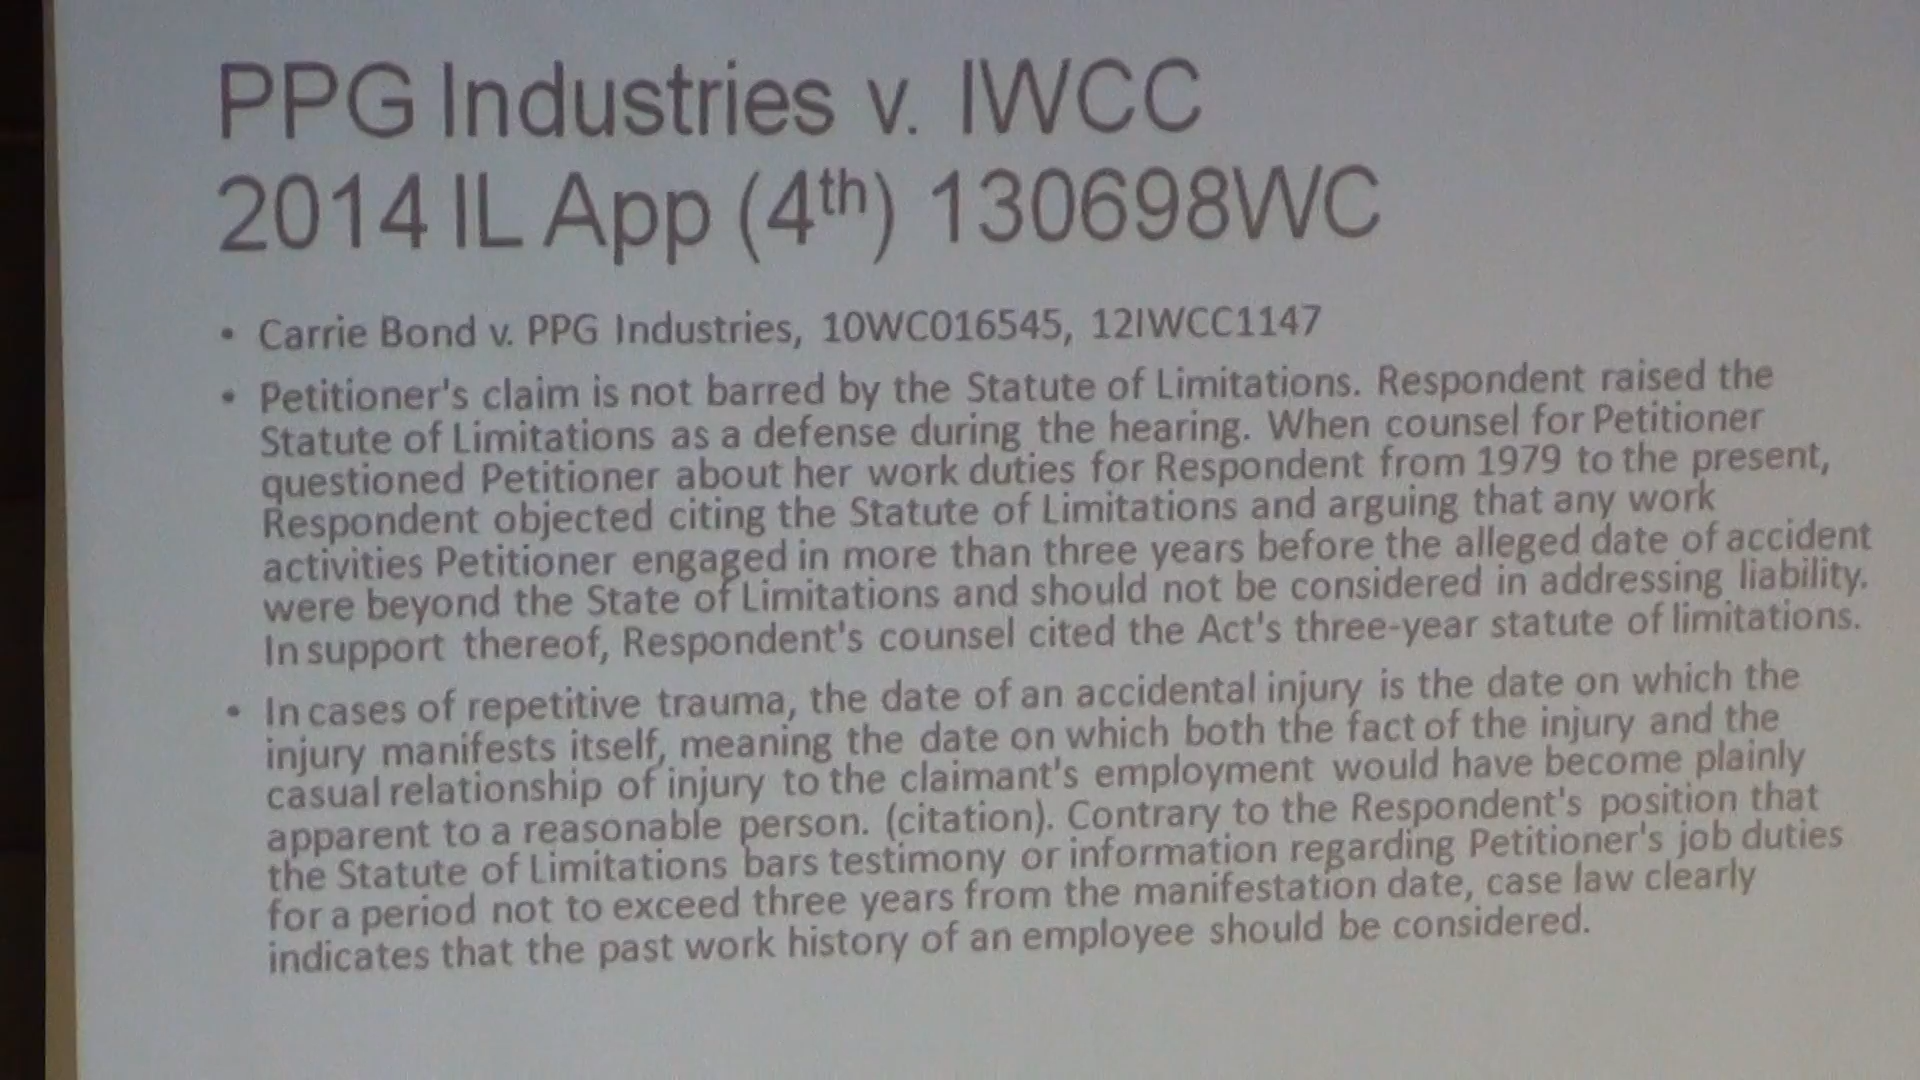 PPG Industries v. IWCC
2014 IL App (4th) 130698WC
• Carrie Bond v. PPG Industries, 10WC016545, 12IWCC1147
• Petitioner's claim is not barred by the Statute of Limitations. Respondent raised the
Statute of Limitations as a defense during the hearing. When counsel for Petitioner
questioned Petitioner about her work duties for Respondent from 1979 to the present,
Respondent objected citing the Statute of Limitations and arguing that any work
activities Petitioner engaged in more than three years before the alleged date of accident
were beyond the State of Limitations and should not be considered in addressing liability.
In support thereof, Respondent's counsel cited the Act's three-year statute of limitations.
• In cases of repetitive trauma, the date of an accidental injury is the date on which the
injury manifests itself, meaning the date on which both the fact of the injury and the
casual relationship of injury to the claimant's employment would have become plainly
apparent to a reasonable person. (citation). Contrary to the Respondent's position that
the Statute of Limitations bars testimony or information regarding Petitioner's job duties
for a period not to exceed three years from the manifestation date, case law clearly
indicates that the past work history of an employee should be considered.